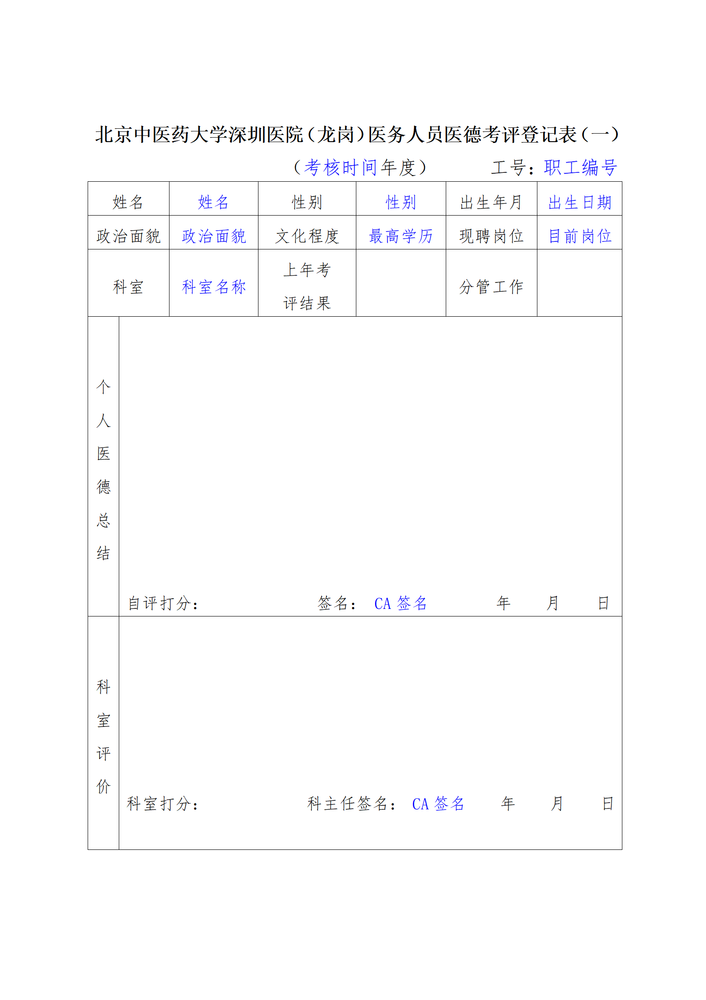 北京中医药大学深圳医院（龙岗）医务人员医德考评登记表（一）
（考核时间年度） 工号：职工编号
姓名 姓名 性别 性别 出生年月 出生日期
政治面貌 政治面貌 文化程度 最高学历 现聘岗位 目前岗位
科室 科室名称 上年考 分管工作
评结果
个
人
医
德
总
结
自评打分： 签名： CA 签名 年 月 日
科
室
评
价
科室打分： 科主任签名： CA 签名 年 月 日